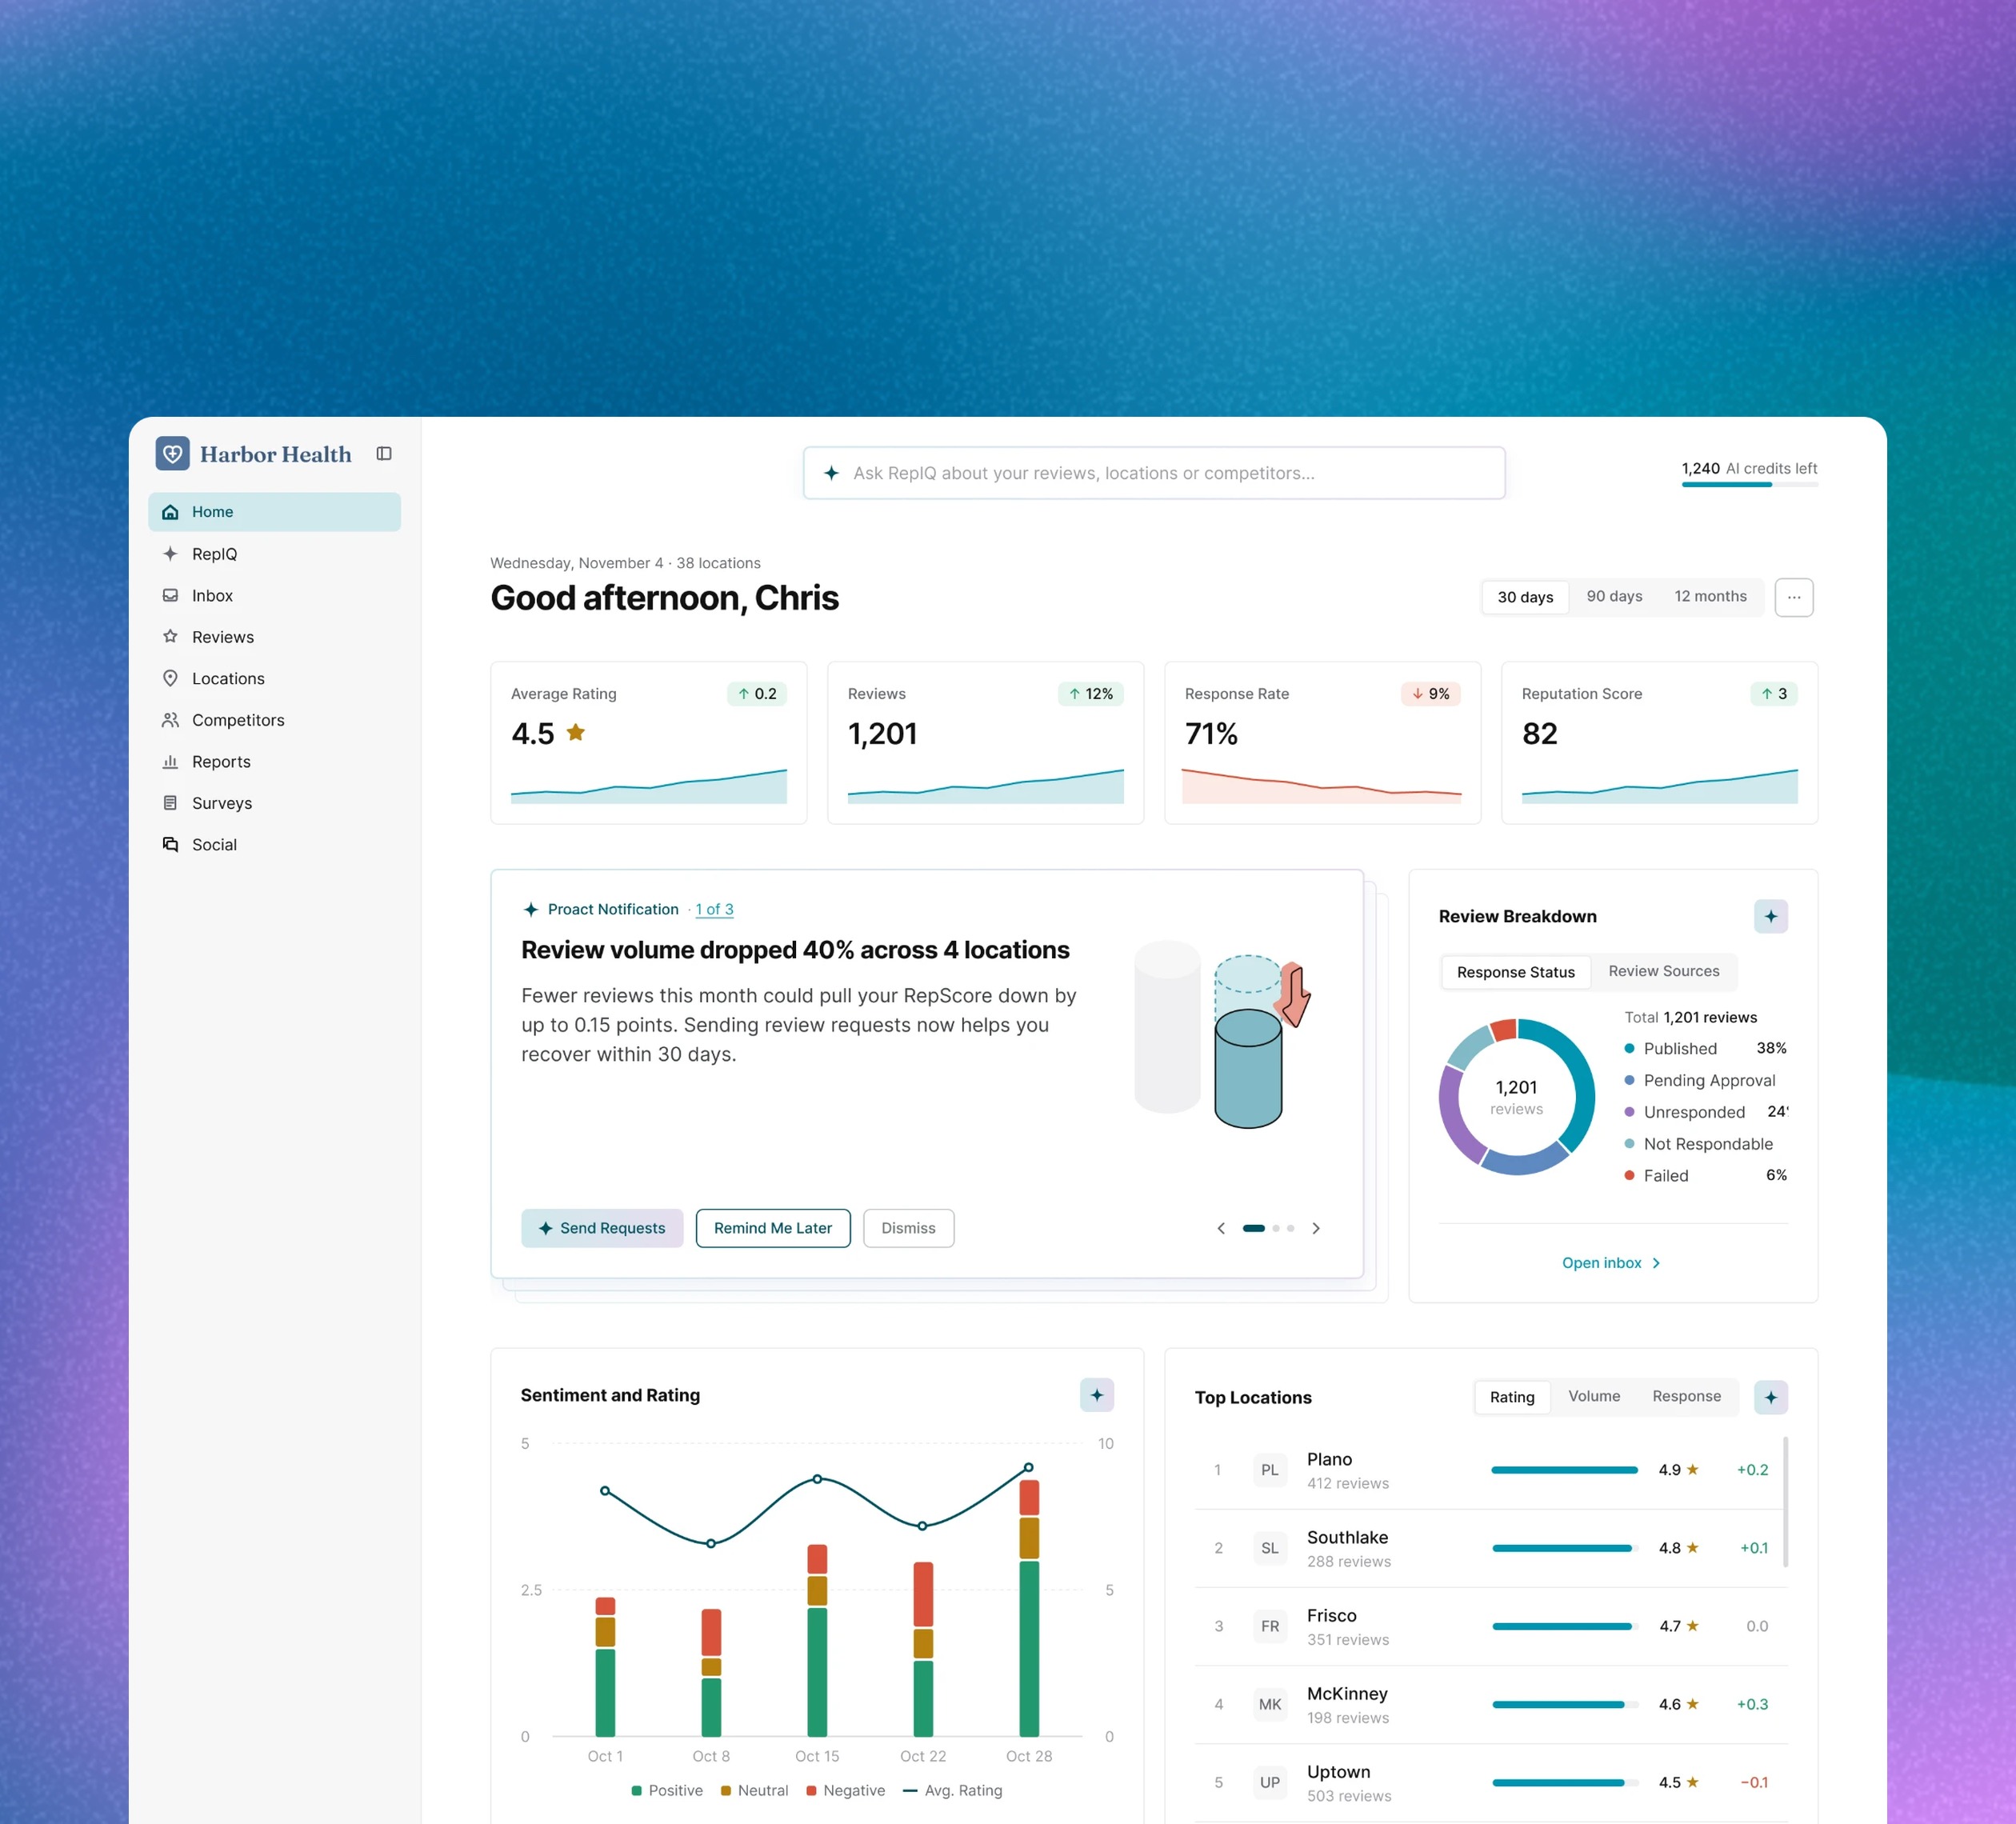 Harbor Health
Home
RepIQ
Inbox
Reviews
Locations
Competitors
Reports
Surveys
Social
Ask RepIQ about your reviews, locations or competitors...
1,240 AI credits left
Wednesday, November 4 · 38 locations
Good afternoon, Chris
30 days 90 days 12 months ...
Average Rating ↑ 0.2
4.5 ★
Reviews ↑ 12%
1,201
Response Rate ↓ 9%
71%
Reputation Score ↑ 3
82
Proact Notification · 1 of 3
Review volume dropped 40% across 4 locations
Fewer reviews this month could pull your RepScore down by
up to 0.15 points. Sending review requests now helps you
recover within 30 days.
Send Requests Remind Me Later Dismiss
Review Breakdown
Response Status Review Sources
1,201
reviews
Total 1,201 reviews
Published 38%
Pending Approval
Unresponded 24
Not Respondable
Failed 6%
Open inbox
Sentiment and Rating
5 10
2.5 5
0 0
Oct 1 Oct 8 Oct 15 Oct 22 Oct 28
Positive Neutral Negative Avg. Rating
Top Locations
Rating Volume Response
1 PL Plano 4.9 ★ +0.2
412 reviews
2 SL Southlake 4.8 ★ +0.1
288 reviews
3 FR Frisco 4.7 ★ 0.0
351 reviews
4 MK McKinney 4.6 ★ +0.3
198 reviews
5 UP Uptown 4.5 ★ −0.1
503 reviews